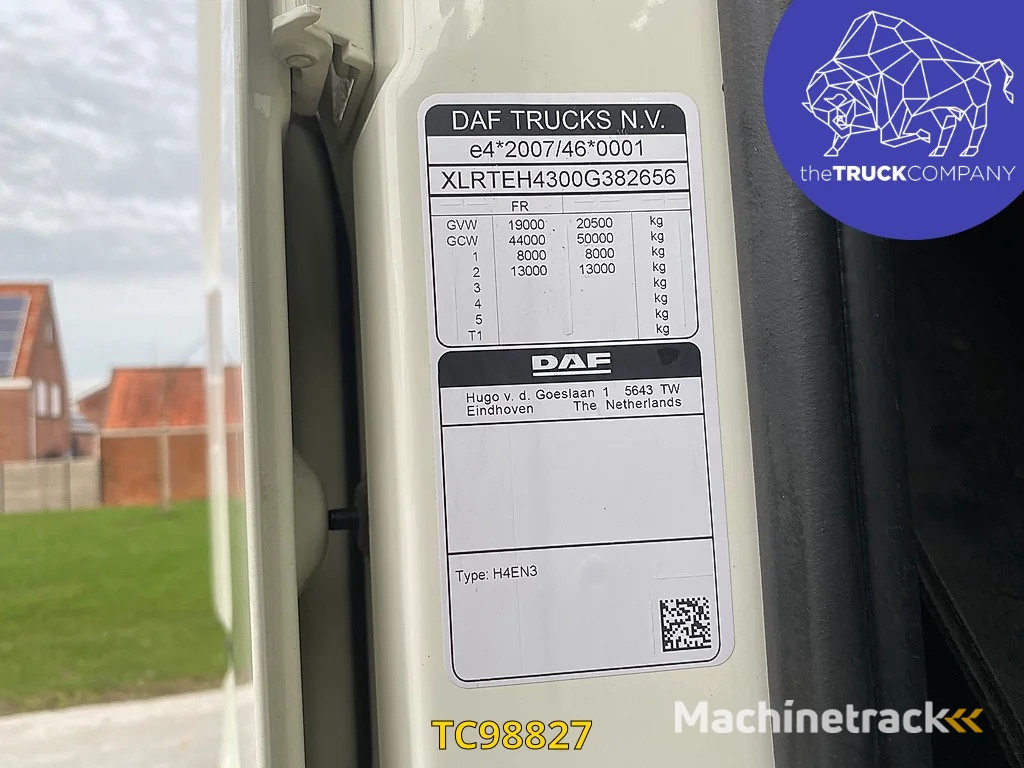 theTRUCKCOMPANY
DAF TRUCKS N.V.
e4*2007/46*0001
XLRTEH4300G382656
FR
GVW 19000 20500 kg
GCW 44000 50000 kg
1 8000 8000 kg
2 13000 13000 kg
3 kg
4 kg
5 kg
T1 kg
DAF
Hugo v. d. Goeslaan 1 5643 TW
Eindhoven The Netherlands
Type: H4EN3
Machinetrack
TC98827